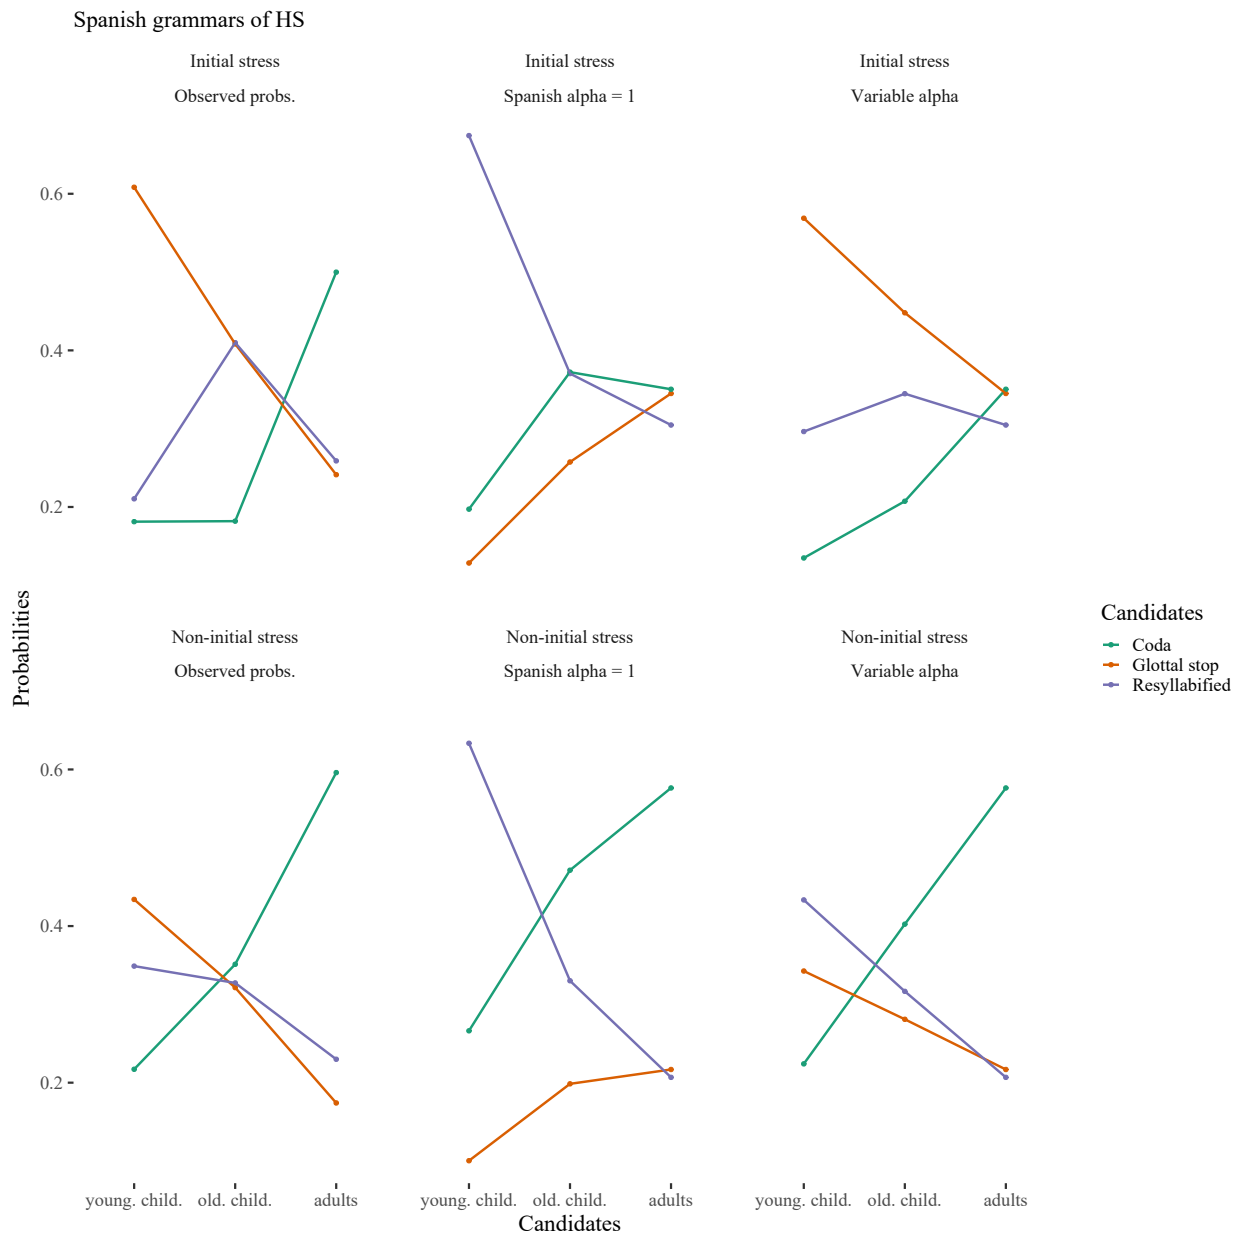 Spanish grammars of HS
Initial stress
Observed probs.
Initial stress
Spanish alpha = 1
Initial stress
Variable alpha
0.6
0.4
0.2
Probabilities
Non-initial stress
Observed probs.
Non-initial stress
Spanish alpha = 1
Non-initial stress
Variable alpha
0.6
0.4
0.2
young. child. old. child. adults
young. child. old. child. adults
young. child. old. child. adults
Candidates
Candidates
Coda
Glottal stop
Resyllabified